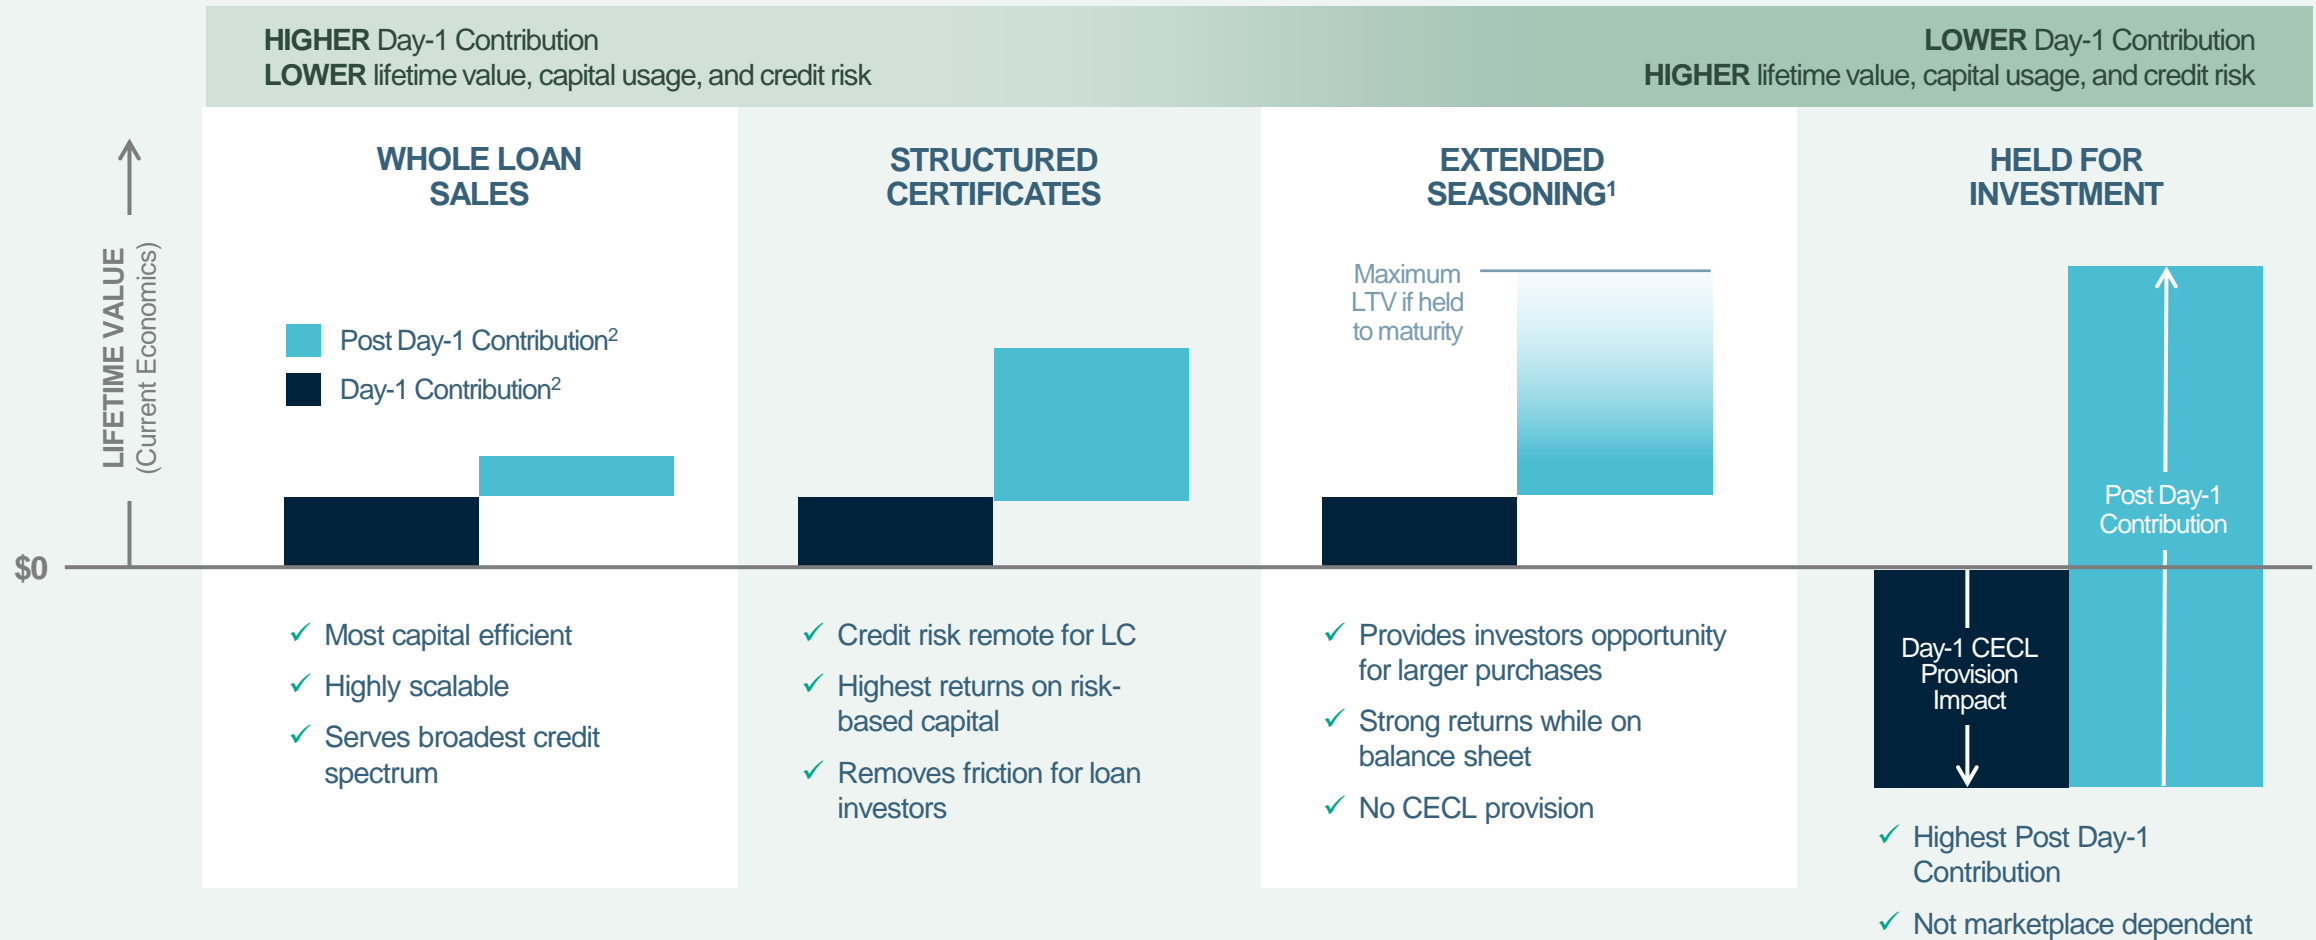 HIGHER Day-1 Contribution
LOWER lifetime value, capital usage, and credit risk
LOWER Day-1 Contribution
HIGHER lifetime value, capital usage, and credit risk
LIFETIME VALUE
(Current Economics)
$0
WHOLE LOAN
SALES
Post Day-1 Contribution²
Day-1 Contribution²
✓ Most capital efficient
✓ Highly scalable
✓ Serves broadest credit
spectrum
STRUCTURED
CERTIFICATES
✓ Credit risk remote for LC
✓ Highest returns on risk-
based capital
✓ Removes friction for loan
investors
EXTENDED
SEASONING¹
Maximum
LTV if held
to maturity
✓ Provides investors opportunity
for larger purchases
✓ Strong returns while on
balance sheet
✓ No CECL provision
HELD FOR
INVESTMENT
Post Day-1
Contribution
Day-1 CECL
Provision
Impact
✓ Highest Post Day-1
Contribution
✓ Not marketplace dependent